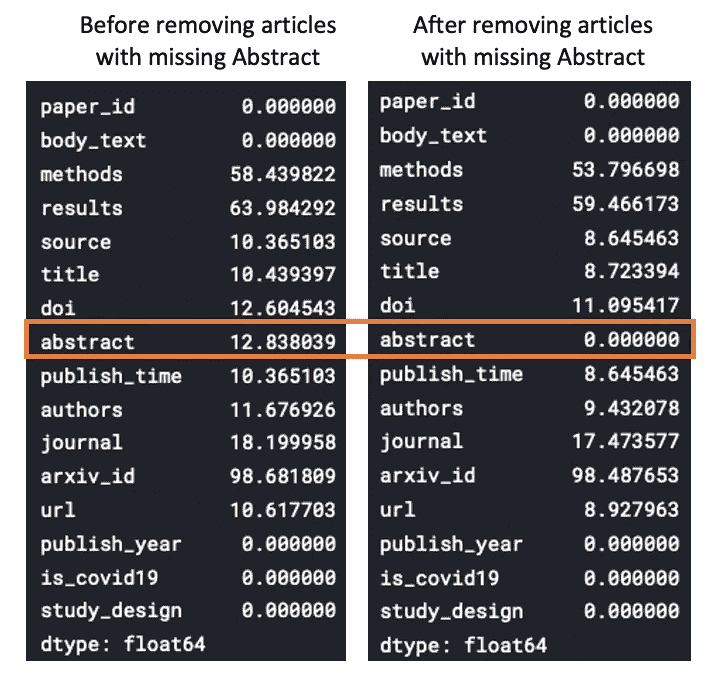 Before removing articles
with missing Abstract
paper_id 0.000000
body_text 0.000000
methods 58.439822
results 63.984292
source 10.365103
title 10.439397
doi 12.604543
abstract 12.838039
publish_time 10.365103
authors 11.676926
journal 18.199958
arxiv_id 98.681809
url 10.617703
publish_year 0.000000
is_covid19 0.000000
study_design 0.000000
dtype: float64
After removing articles
with missing Abstract
paper_id 0.000000
body_text 0.000000
methods 53.796698
results 59.466173
source 8.645463
title 8.723394
doi 11.095417
abstract 0.000000
publish_time 8.645463
authors 9.432078
journal 17.473577
arxiv_id 98.487653
url 8.927963
publish_year 0.000000
is_covid19 0.000000
study_design 0.000000
dtype: float64